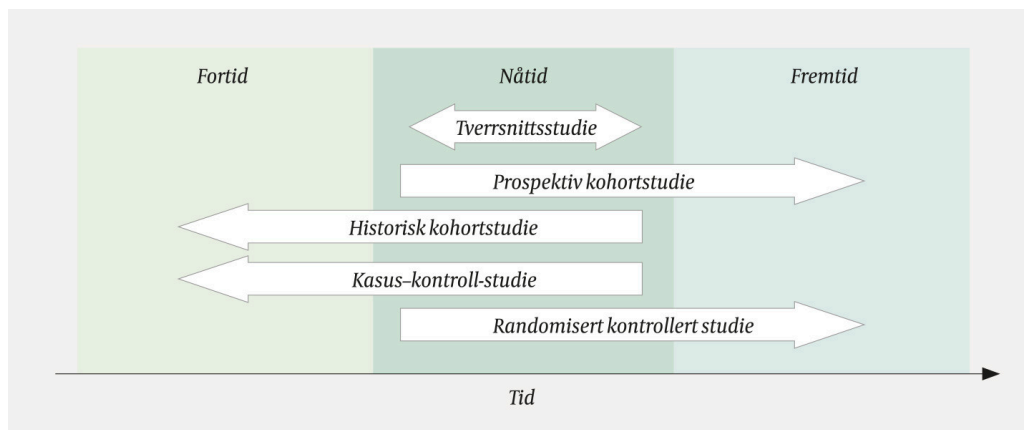 Fortid
Nåtid
Fremtid
Tverrsnittsstudie
Prospektiv kohortstudie
Historisk kohortstudie
Kasus–kontroll-studie
Randomisert kontrollert studie
Tid